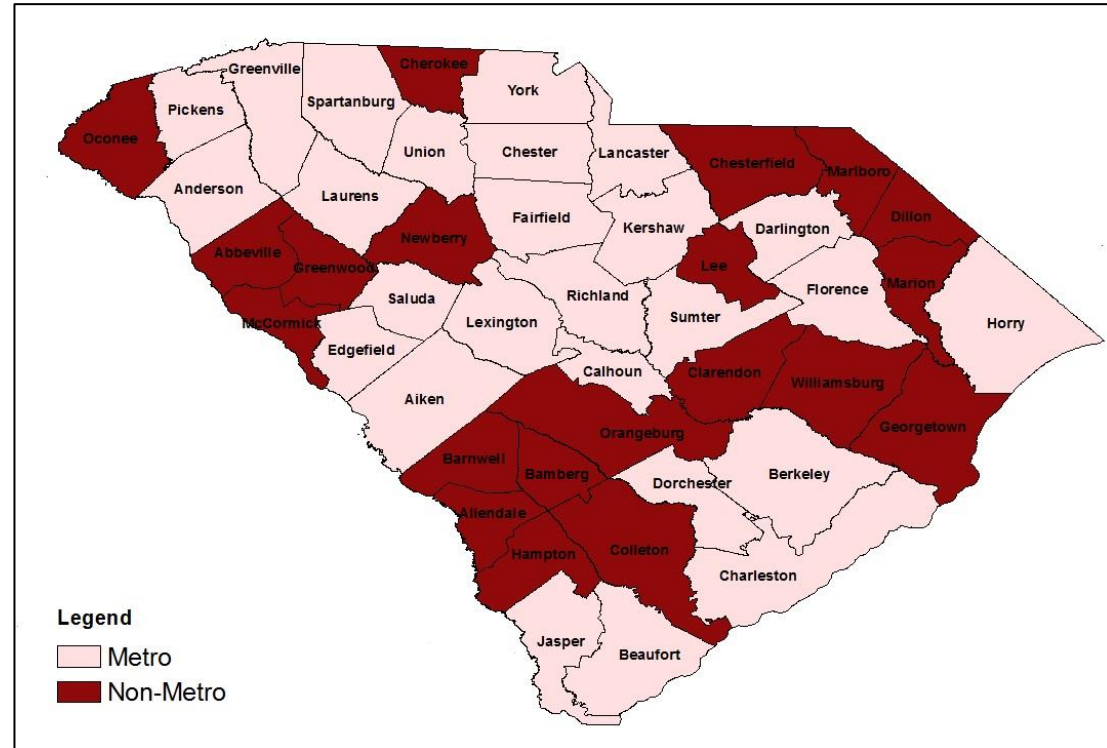 Cherokee
Greenville
York
Spartanburg
Pickens
Oconee
Union
Chester
Lancaster
Chesterfield
Marlboro
Anderson
Laurens
Dillon
Fairfield
Kershaw
Darlington
Newberry
Abbeville
Greenwood
Lee
Marion
Saluda
Richland
Florence
McCormick
Lexington
Sumter
Horry
Edgefield
Calhoun
Clarendon
Williamsburg
Aiken
Georgetown
Orangeburg
Barnwell
Bamberg
Berkeley
Dorchester
Allendale
Hampton
Colleton
Charleston
Jasper
Beaufort
Legend
Metro
Non-Metro